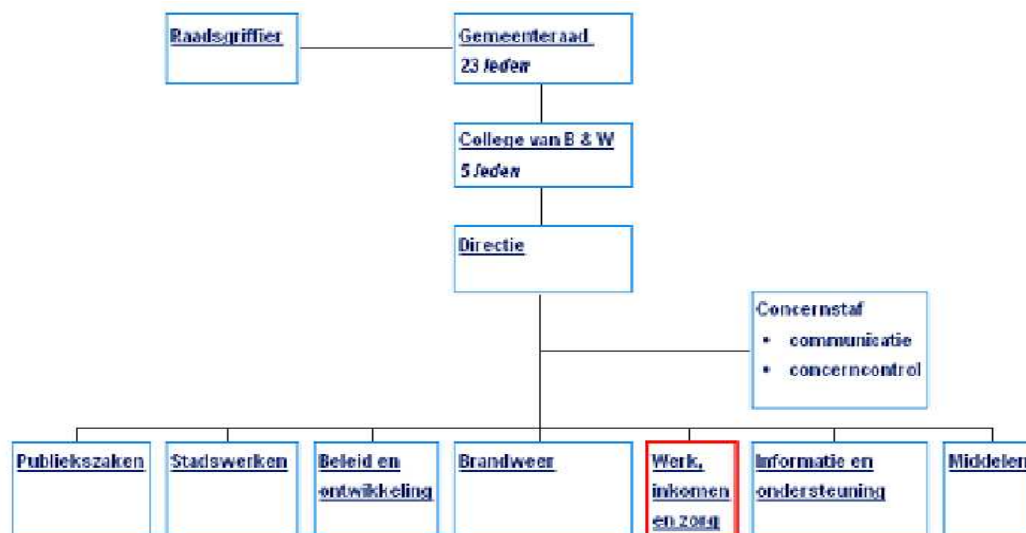 Raadsgriffier
Gemeenteraad
23 leden
College van B & W
5 leden
Directie
Concernstaf
• communicatie
• concerncontrol
Publiekszaken
Stadswerken
Beleid en
ontwikkeling
Brandweer
Werk,
inkomen
en zorg
Informatie en
ondersteuning
Middelen